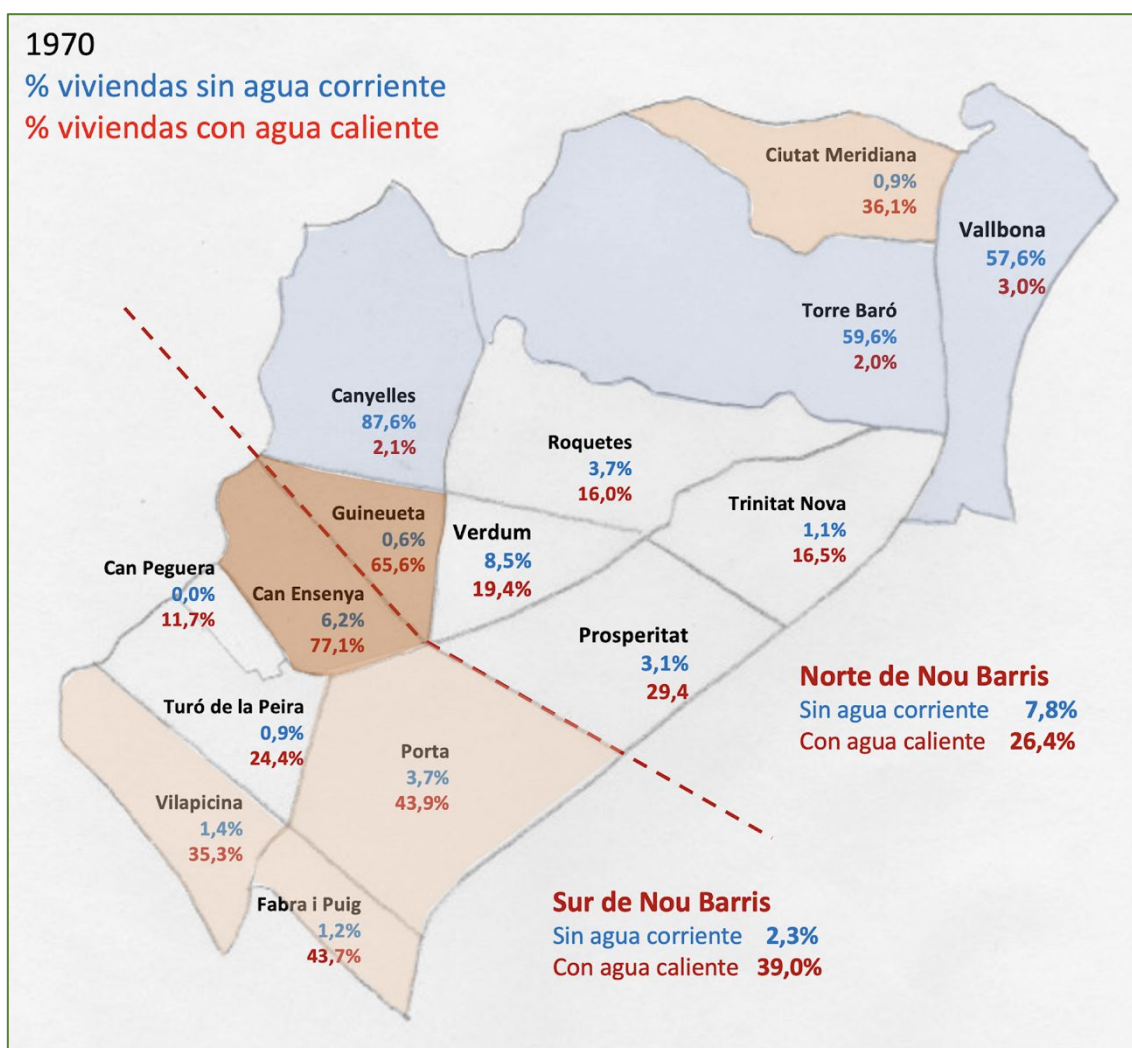 1970
% viviendas sin agua corriente
% viviendas con agua caliente
Ciutat Meridiana
0,9%
36,1%
Vallbona
57,6%
3,0%
Torre Baró
59,6%
2,0%
Canyelles
87,6%
2,1%
Roquetes
3,7%
16,0%
Trinitat Nova
1,1%
16,5%
Guineueta
0,6%
65,6%
Verdum
8,5%
19,4%
Can Peguera
0,0%
11,7%
Can Ensenya
6,2%
77,1%
Prosperitat
3,1%
29,4
Norte de Nou Barris
Sin agua corriente 7,8%
Con agua caliente 26,4%
Turó de la Peira
0,9%
24,4%
Porta
3,7%
43,9%
Vilapicina
1,4%
35,3%
Fabra i Puig
1,2%
43,7%
Sur de Nou Barris
Sin agua corriente 2,3%
Con agua caliente 39,0%